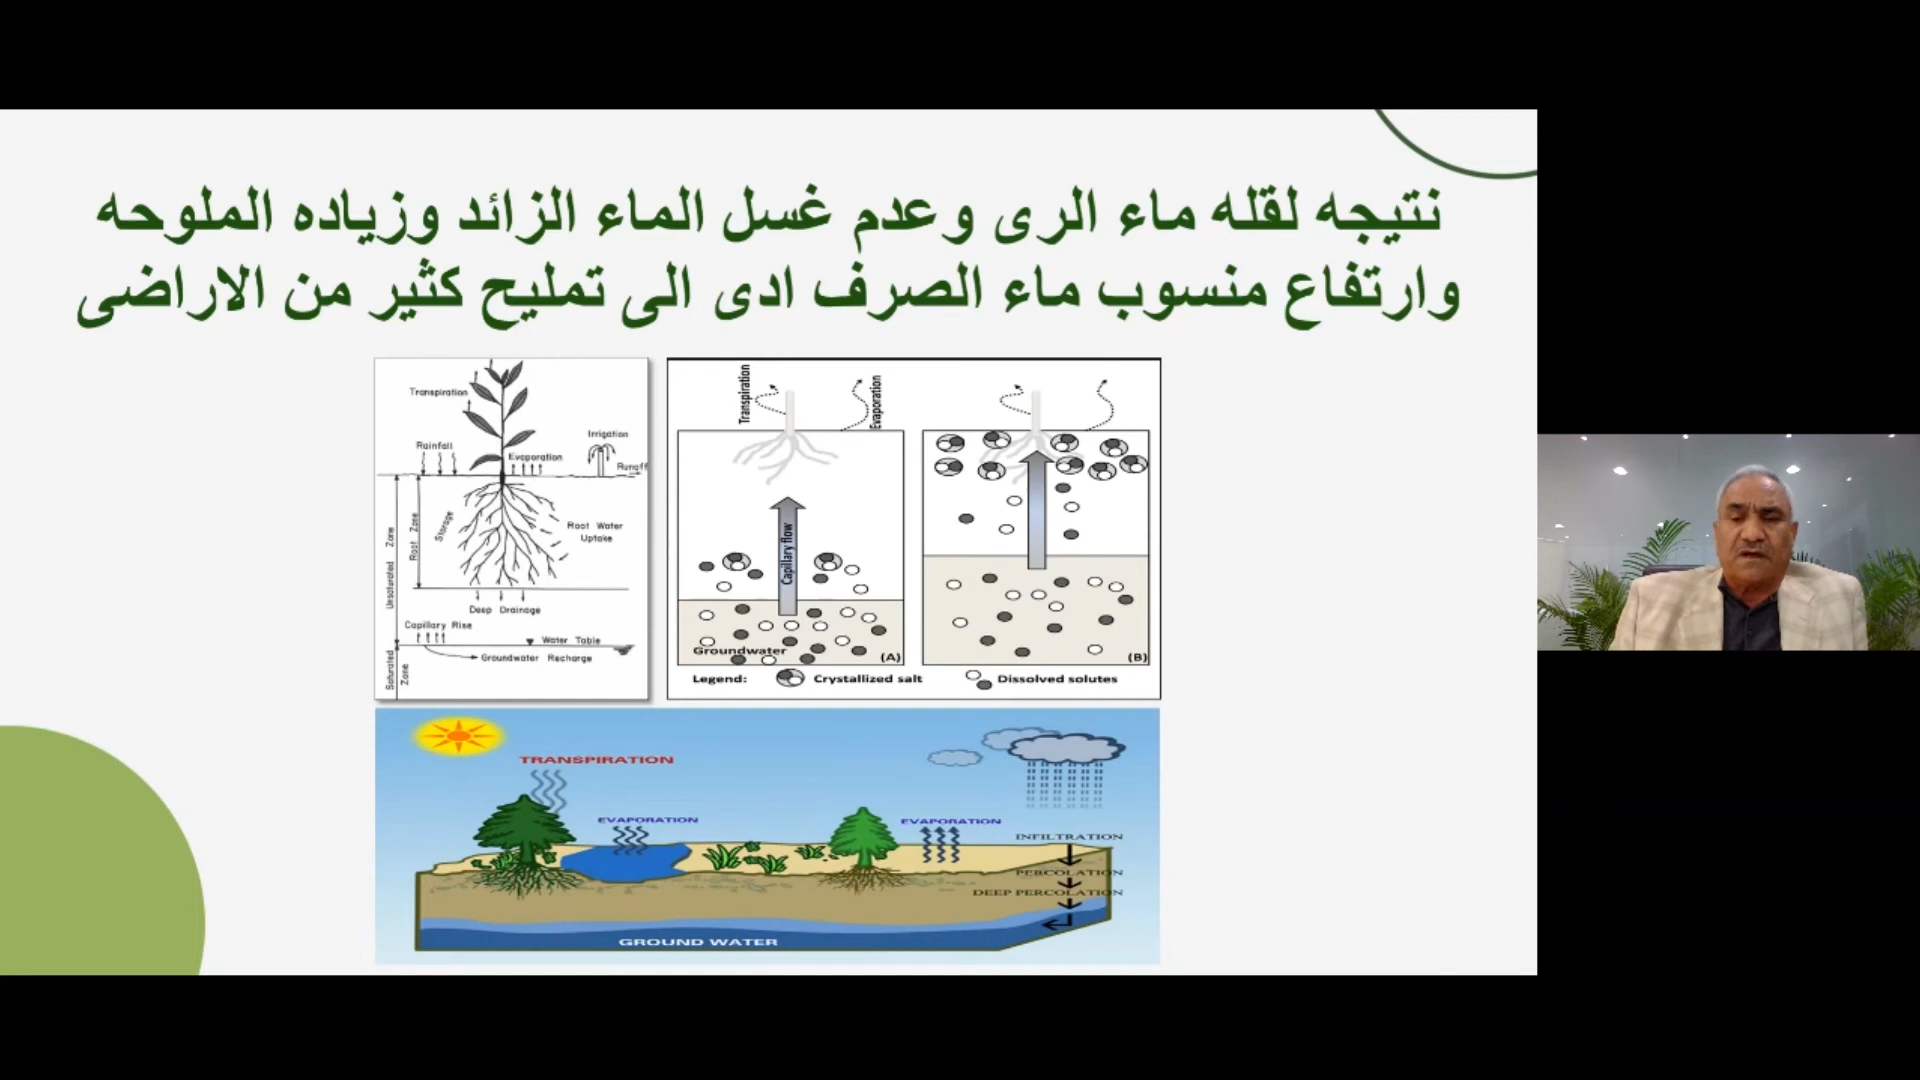 نتيجه لقله ماء الرى وعدم غسل الماء الزائد وزياده الملوحه
وارتفاع منسوب ماء الصرف ادى الى تمليح كثير من الاراضى
Transpiration
Rainfall
Evaporation
Irrigation
Runoff
Unsaturated Zone
Root Zone
Storage
Root Water
Uptake
Deep Drainage
Capillary Rise
Water Table
Groundwater Recharge
Saturated
Zone
Transpiration
Evaporation
Capillary flow
Groundwater
(A)
(B)
Legend:
Crystallized salt
Dissolved solutes
TRANSPIRATION
EVAPORATION
EVAPORATION
INFILTRATION
PERCOLATION
DEEP PERCOLATION
GROUND WATER